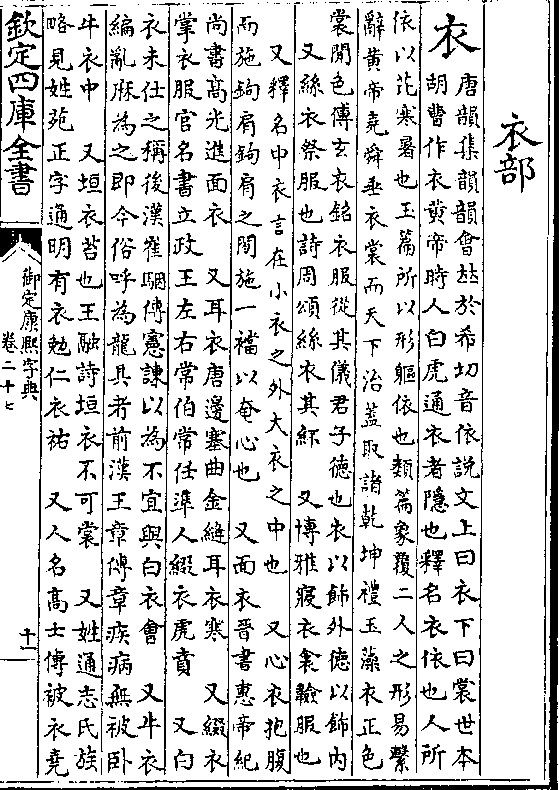 衣部
衣
唐韻集韻韻會𠀤於希切音依說文上曰衣下曰裳世本
胡曹作衣黄帝時人白虎通衣者隱也釋名衣依也人所
依以芘寒暑也玉篇所以形軀依也類篇象覆二人之形易繫
辭黄帝堯舜垂衣裳而天下治蓋取諸乾坤禮玉藻衣正色
裳閒色傳玄衣銘衣服從其儀君子德也衣以飾外德以飾内
又絲衣祭服也詩周頌絲衣其紑　又博雅寢衣衾𧝓服也
又釋名中衣言在小衣之外大衣之中也　又心衣抱腹
而施鉤肩鉤肩之閒施一襠以奄心也　又面衣晉書惠帝紀
尚書高光進面衣　又耳衣唐邊塞曲金縫耳衣寒　又綴衣
掌衣服官名書立政王左右常伯常任準人綴衣虎賁　又白
衣未仕之稱後漢崔駰傳憲諫以為不宜與白衣會　又牛衣
編亂麻為之即今俗呼為龍具者前漢王章傳章疾病無被卧
牛衣中　又垣衣苔也王融詩垣衣不可裳　又姓通志氏族
略見姓苑正字通明有衣勉仁衣祐　又人名高士傳被衣堯
欽定四庫全書
御定康熙字典
卷二十七
十一